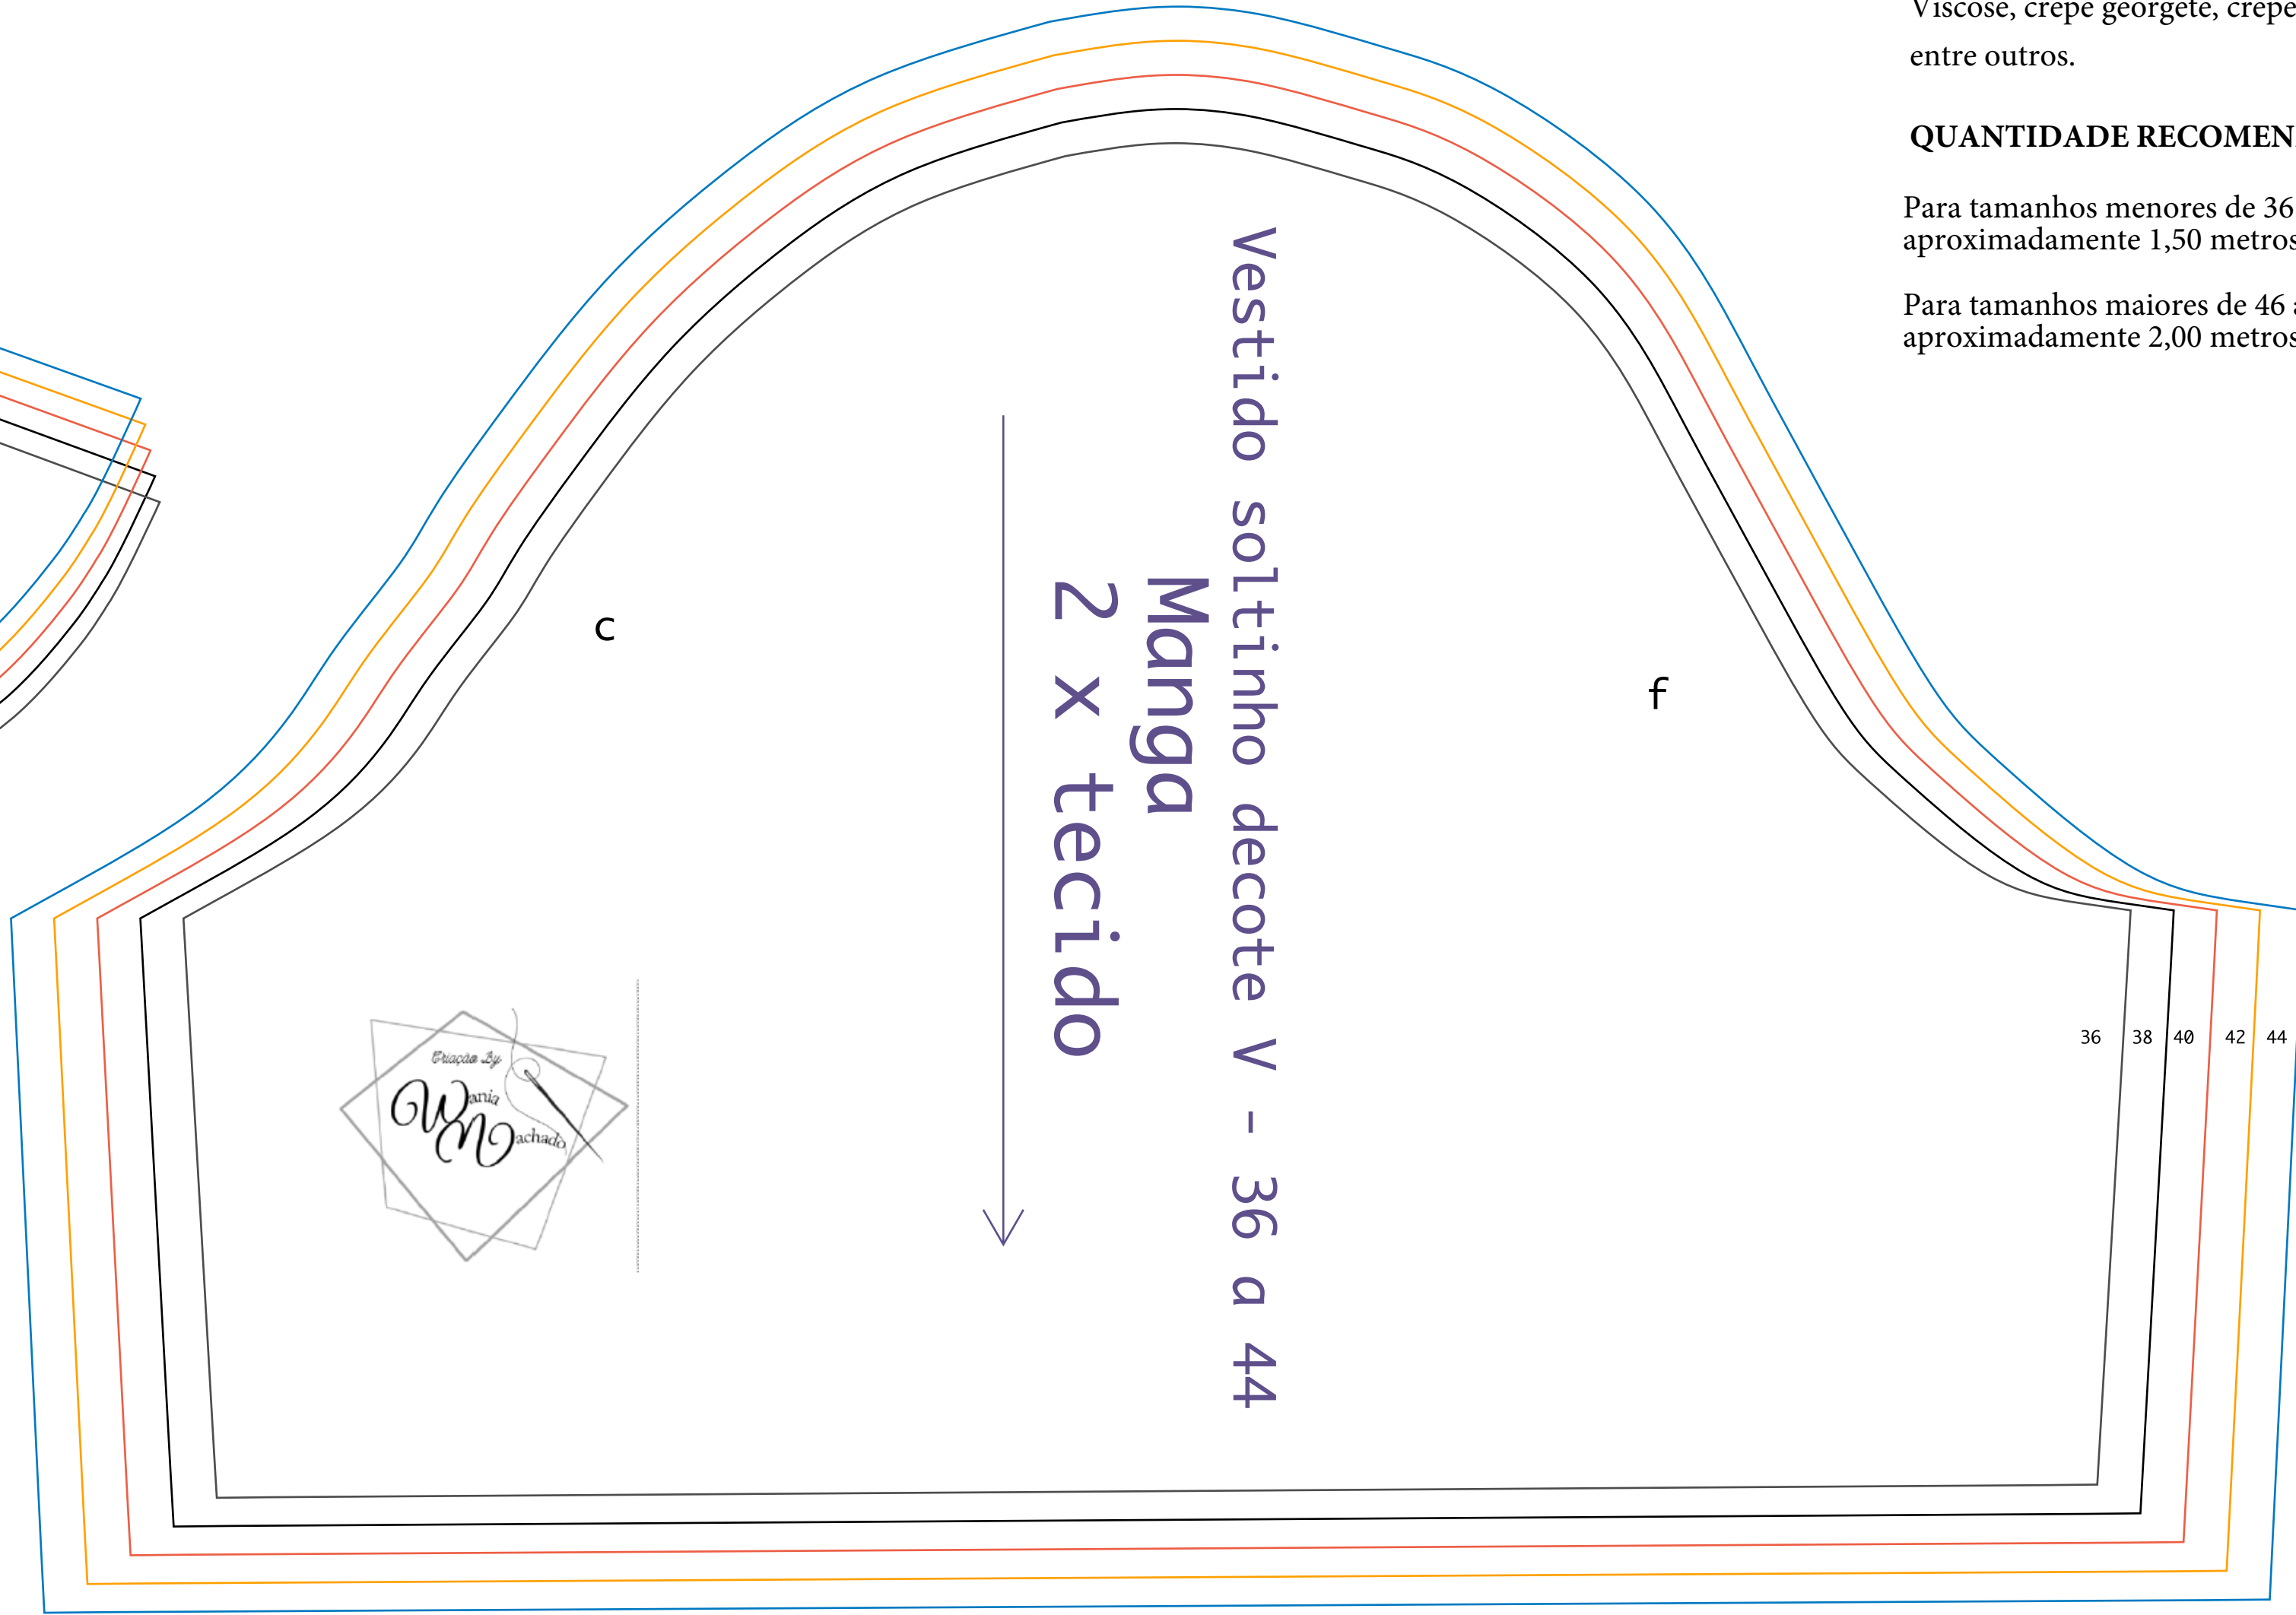 Viscose, crepe georgete, crepe
entre outros.
QUANTIDADE RECOMEN
Para tamanhos menores de 36
aproximadamente 1,50 metros
Para tamanhos maiores de 46 a
aproximadamente 2,00 metros
Vestido soltinho decote V - 36 a 44
Manga
2 x tecido
c
f
36 38 40 42 44
Criação By
Wania
Machado